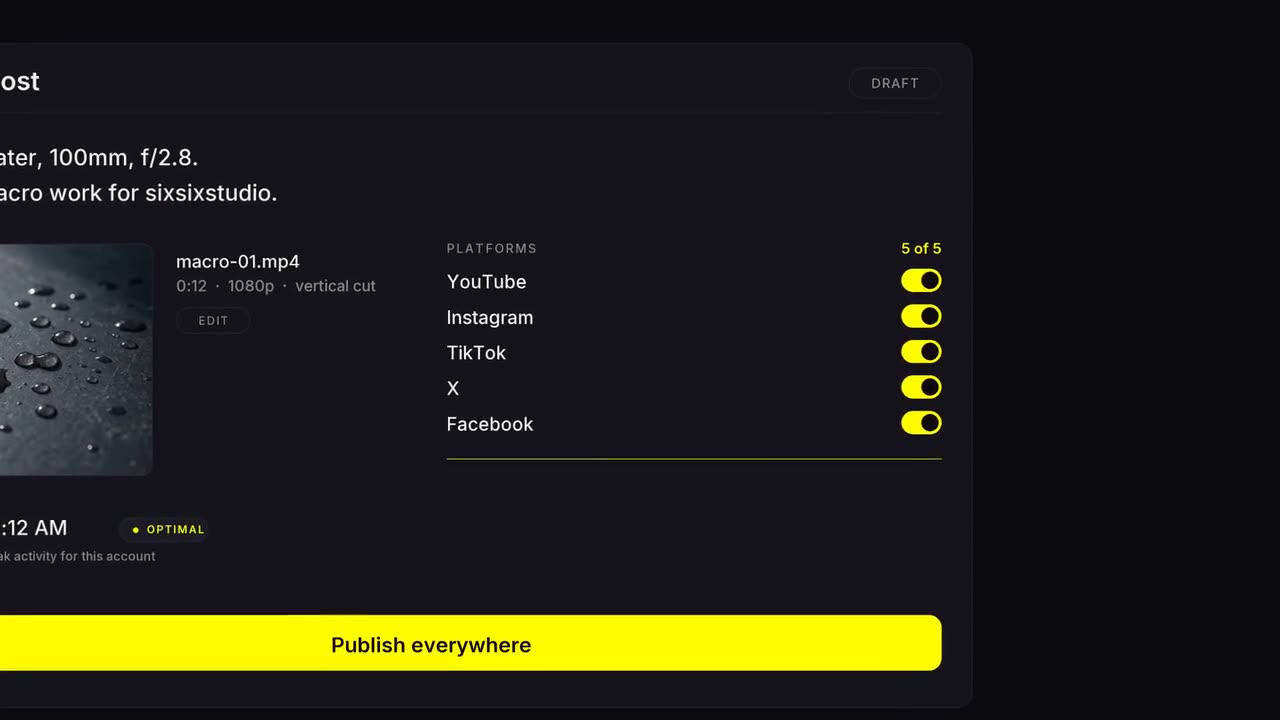 ost
DRAFT
ater, 100mm, f/2.8.
acro work for sixsixstudio.
macro-01.mp4
0:12 · 1080p · vertical cut
EDIT
PLATFORMS
5 of 5
YouTube
Instagram
TikTok
X
Facebook
:12 AM
OPTIMAL
ak activity for this account
Publish everywhere